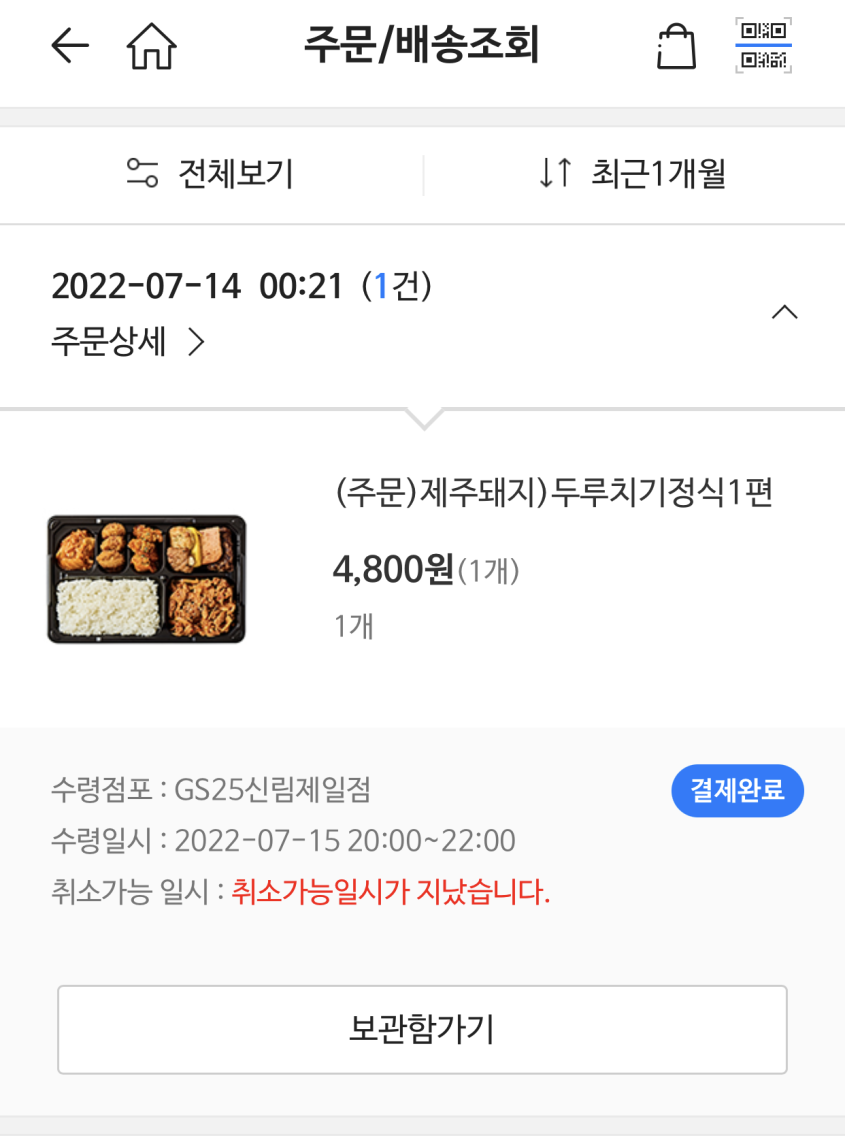 주문/배송조회
전체보기
최근1개월
2022-07-14 00:21 (1건)
주문상세
(주문)제주돼지)두루치기정식1편
4,800원(1개)
1개
수령점포 : GS25신림제일점
결제완료
수령일시 : 2022-07-15 20:00~22:00
취소가능 일시 : 취소가능일시가 지났습니다.
보관함가기